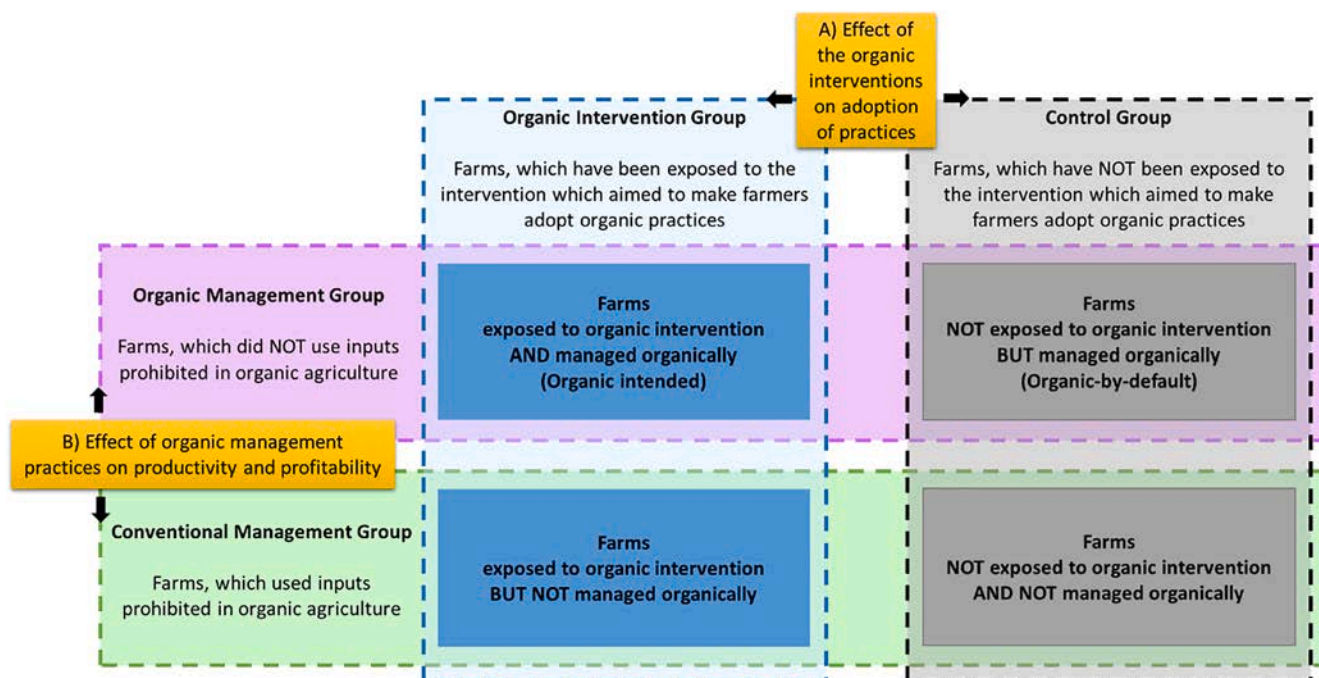 A) Effect of
the organic
interventions
on adoption
of practices
Organic Intervention Group
Farms, which have been exposed to the
intervention which aimed to make farmers
adopt organic practices
Control Group
Farms, which have NOT been exposed to
the intervention which aimed to make
farmers adopt organic practices
Organic Management Group
Farms, which did NOT use inputs
prohibited in organic agriculture
Farms
exposed to organic intervention
AND managed organically
(Organic intended)
Farms
NOT exposed to organic intervention
BUT managed organically
(Organic-by-default)
B) Effect of organic management
practices on productivity and profitability
Conventional Management Group
Farms, which used inputs
prohibited in organic agriculture
Farms
exposed to organic intervention
BUT NOT managed organically
Farms
NOT exposed to organic intervention
AND NOT managed organically